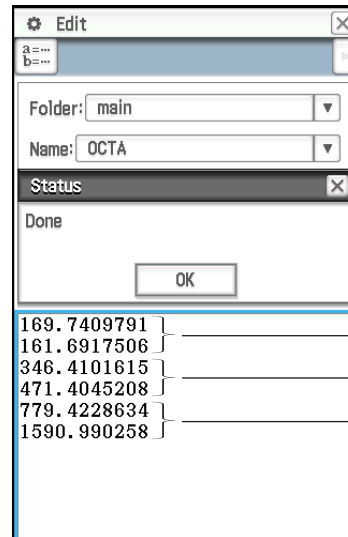 Edit
a=…
b=…
Folder: main
Name: OCTA
Status
Done
OK
169.7409791
161.6917506
346.4101615
471.4045208
779.4228634
1590.990258